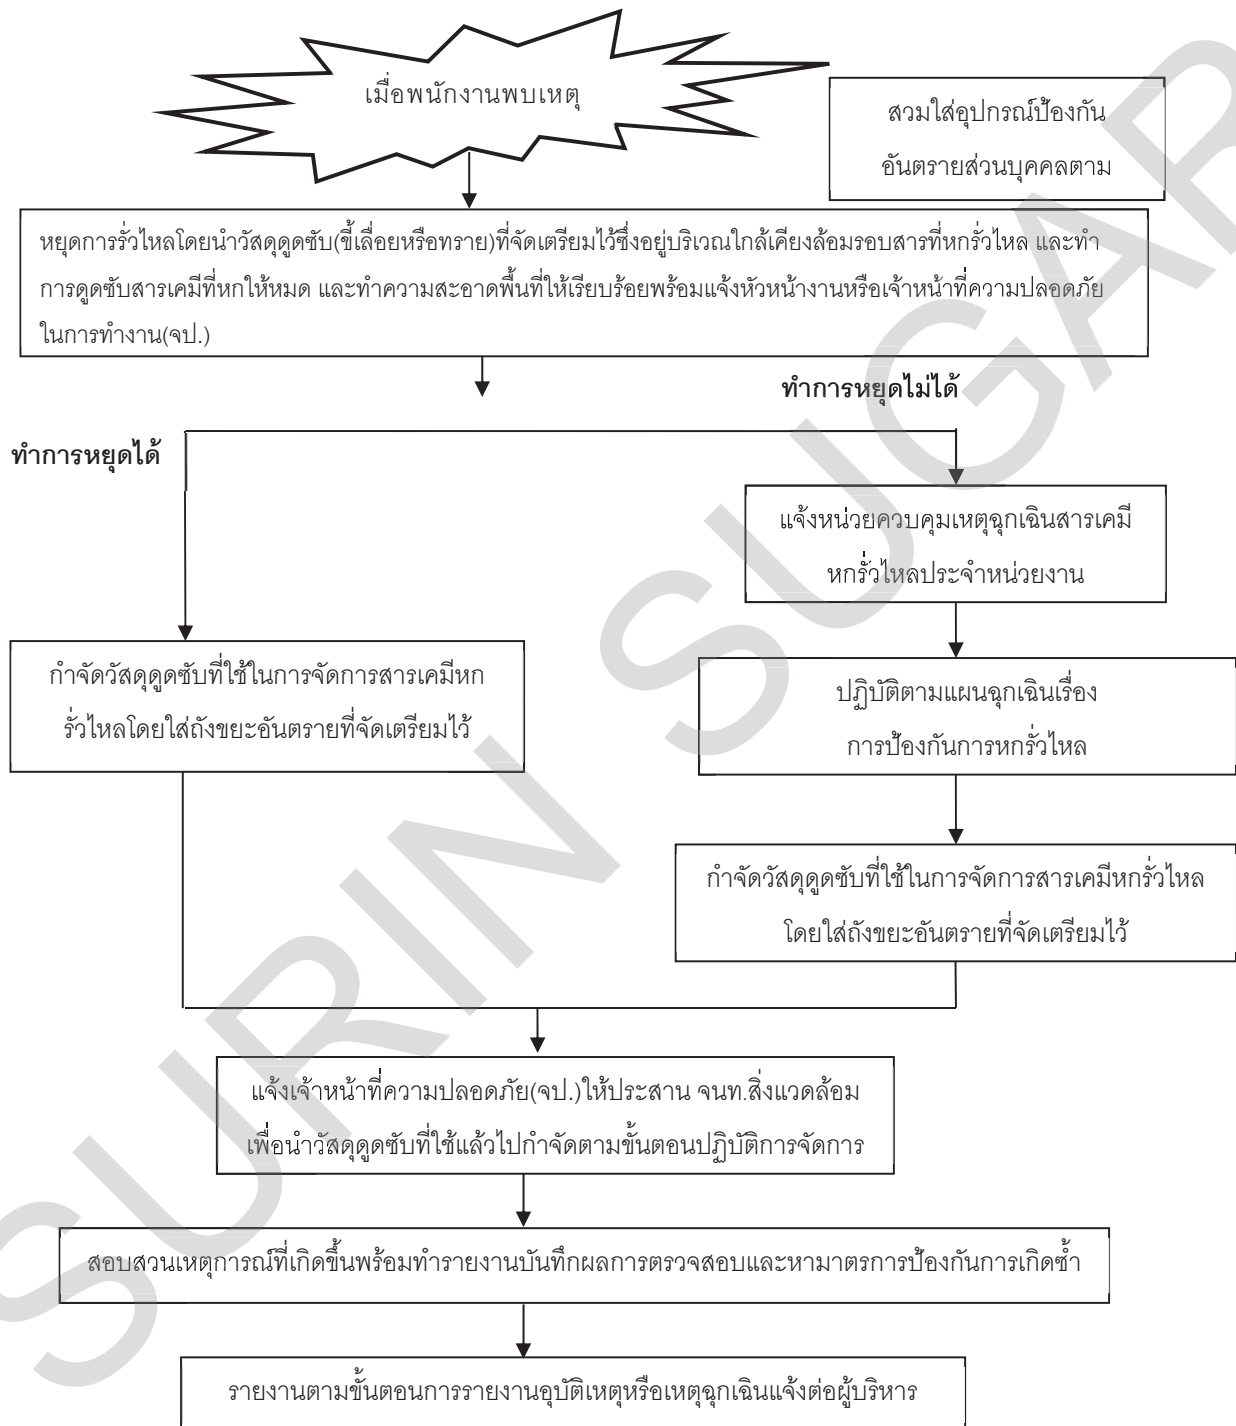 เมื่อพนักงานพบเหตุ
สวมใส่อุปกรณ์ป้องกัน
อันตรายส่วนบุคคลตาม
หยุดการรั่วไหลโดยนำวัสดุดูดซับ(ขี้เลื่อยหรือทราย)ที่จัดเตรียมไว้ซึ่งอยู่บริเวณใกล้เคียงล้อมรอบสารที่หกรั่วไหล และทำ
การดูดซับสารเคมีที่หกให้หมด และทำความสะอาดพื้นที่ให้เรียบร้อยพร้อมแจ้งหัวหน้างานหรือเจ้าหน้าที่ความปลอดภัย
ในการทำงาน(จป.)
ทำการหยุดไม่ได้
ทำการหยุดได้
แจ้งหน่วยควบคุมเหตุฉุกเฉินสารเคมี
หกรั่วไหลประจำหน่วยงาน
กำจัดวัสดุดูดซับที่ใช้ในการจัดการสารเคมีหก
รั่วไหลโดยใส่ถังขยะอันตรายที่จัดเตรียมไว้
ปฏิบัติตามแผนฉุกเฉินเรื่อง
การป้องกันการหกรั่วไหล
กำจัดวัสดุดูดซับที่ใช้ในการจัดการสารเคมีหกรั่วไหล
โดยใส่ถังขยะอันตรายที่จัดเตรียมไว้
แจ้งเจ้าหน้าที่ความปลอดภัย(จป.)ให้ประสาน จนท.สิ่งแวดล้อม
เพื่อนำวัสดุดูดซับที่ใช้แล้วไปกำจัดตามขั้นตอนปฏิบัติการจัดการ
สอบสวนเหตุการณ์ที่เกิดขึ้นพร้อมทำรายงานบันทึกผลการตรวจสอบและหามาตรการป้องกันการเกิดซ้ำ
รายงานตามขั้นตอนการรายงานอุบัติเหตุหรือเหตุฉุกเฉินแจ้งต่อผู้บริหาร
SURIN SUGAR